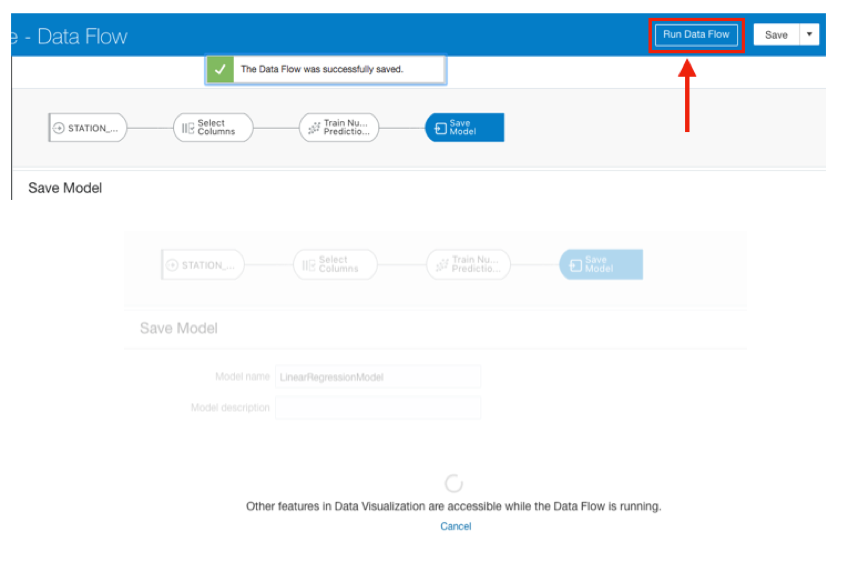 e - Data Flow
Run Data Flow
Save
The Data Flow was successfully saved.
STATION_...
Select
Columns
Train Nu...
Predictio...
Save
Model
Save Model
STATION_...
Select
Columns
Train Nu...
Predictio...
Save
Model
Save Model
Model name LinearRegressionModel
Model description
Other features in Data Visualization are accessible while the Data Flow is running.
Cancel